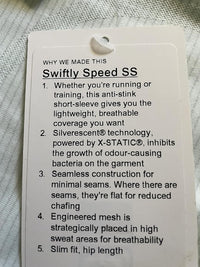 WHY WE MADE THIS
Swiftly Speed SS
1. Whether you're running or
training, this anti-stink
short-sleeve gives you the
lightweight, breathable
coverage you want
2. Silverescent® technology,
powered by X-STATIC®, inhibits
the growth of odour-causing
bacteria on the garment
3. Seamless construction for
minimal seams. Where there are
seams, they're flat for reduced
chafing
4. Engineered mesh is
strategically placed in high
sweat areas for breathability
5. Slim fit, hip length